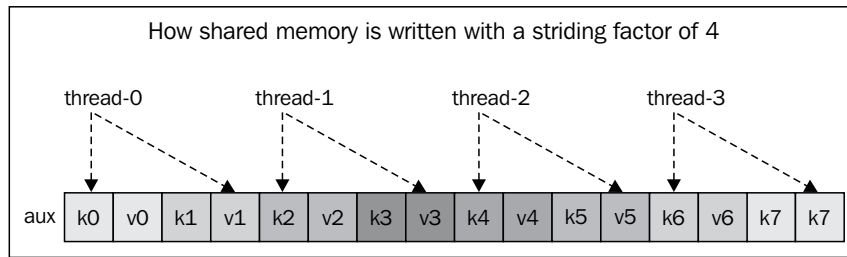 How shared memory is written with a striding factor of 4
thread-0 thread-1 thread-2 thread-3
aux k0 v0 k1 v1 k2 v2 k3 v3 k4 v4 k5 v5 k6 v6 k7 k7